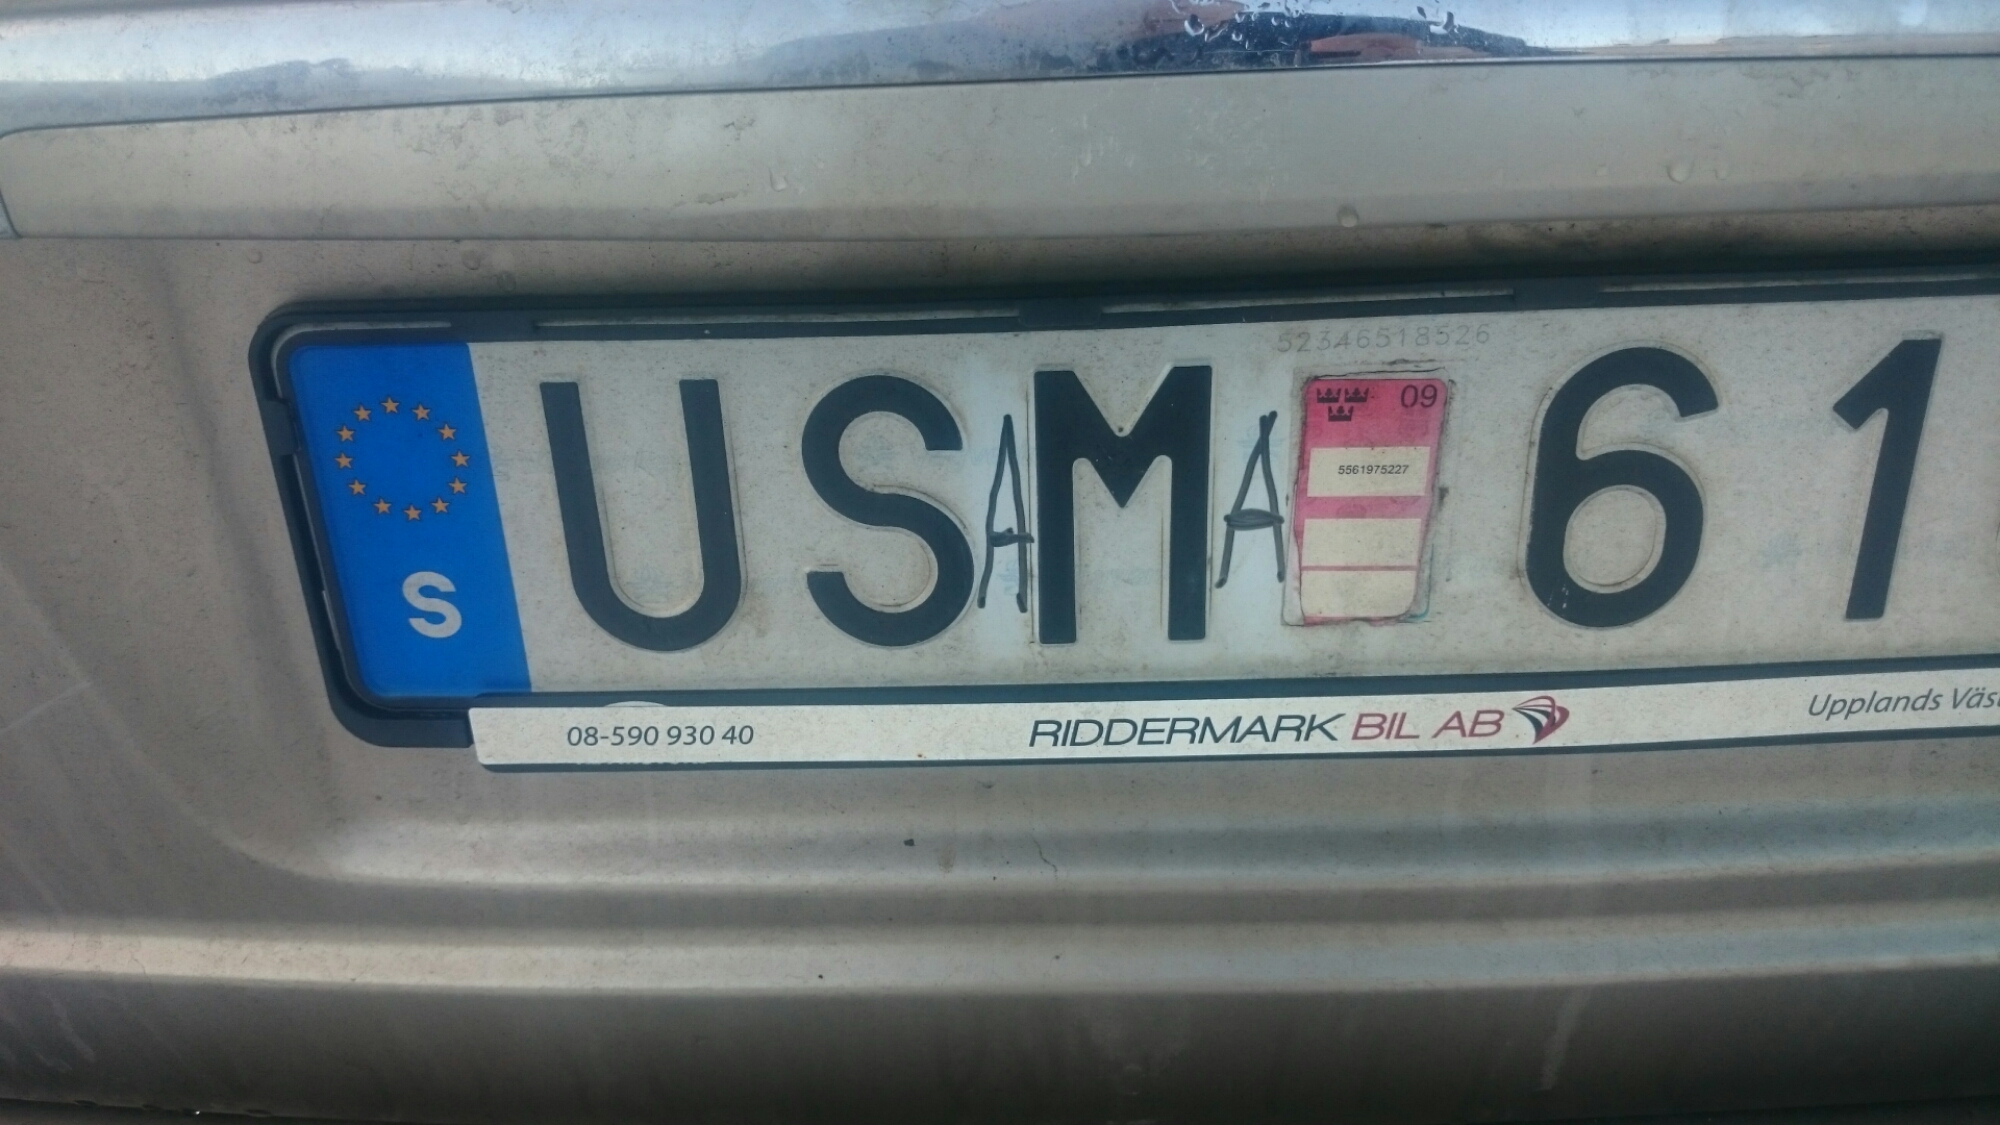 52346518526
USAMA 61
09
5561975227
S
08-590 930 40 RIDDERMARK BIL AB Upplands Väs